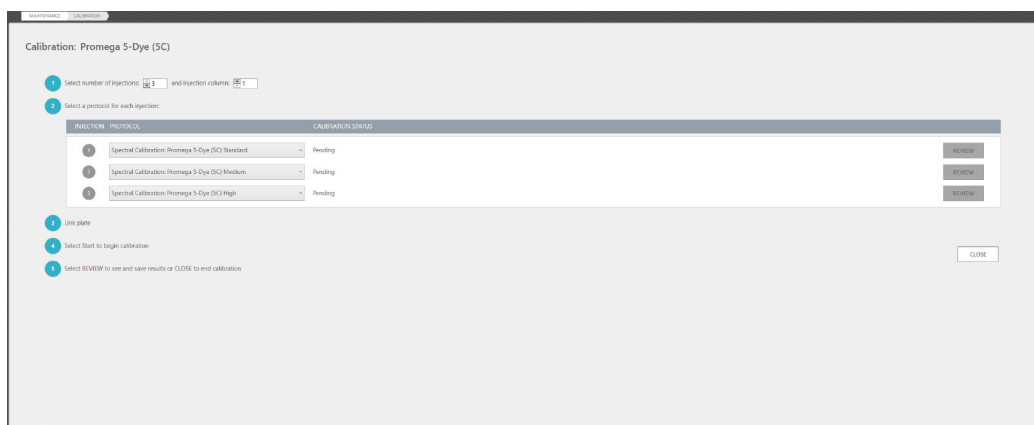 MAINTENANCE CALIBRATION
Calibration: Promega 5-Dye (5C)
1 Select number of injections: 3 and injection column: 1
2 Select a protocol for each injection:
INJECTION PROTOCOL CALIBRATION STATUS
1 Spectral Calibration: Promega 5-Dye (5C) Standard Pending REVIEW
2 Spectral Calibration: Promega 5-Dye (5C) Medium Pending REVIEW
3 Spectral Calibration: Promega 5-Dye (5C) High Pending REVIEW
3 Link plate
4 Select Start to begin calibration
CLOSE
5 Select REVIEW to see and save results or CLOSE to end calibration